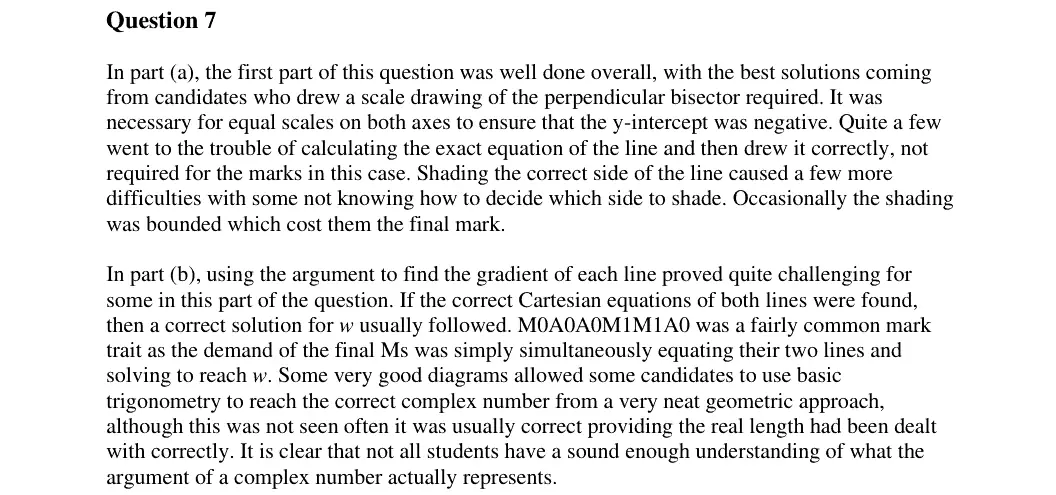 Question 7
In part (a), the first part of this question was well done overall, with the best solutions coming
from candidates who drew a scale drawing of the perpendicular bisector required. It was
necessary for equal scales on both axes to ensure that the y-intercept was negative. Quite a few
went to the trouble of calculating the exact equation of the line and then drew it correctly, not
required for the marks in this case. Shading the correct side of the line caused a few more
difficulties with some not knowing how to decide which side to shade. Occasionally the shading
was bounded which cost them the final mark.
In part (b), using the argument to find the gradient of each line proved quite challenging for
some in this part of the question. If the correct Cartesian equations of both lines were found,
then a correct solution for w usually followed. M0A0A0M1M1A0 was a fairly common mark
trait as the demand of the final Ms was simply simultaneously equating their two lines and
solving to reach w. Some very good diagrams allowed some candidates to use basic
trigonometry to reach the correct complex number from a very neat geometric approach,
although this was not seen often it was usually correct providing the real length had been dealt
with correctly. It is clear that not all students have a sound enough understanding of what the
argument of a complex number actually represents.